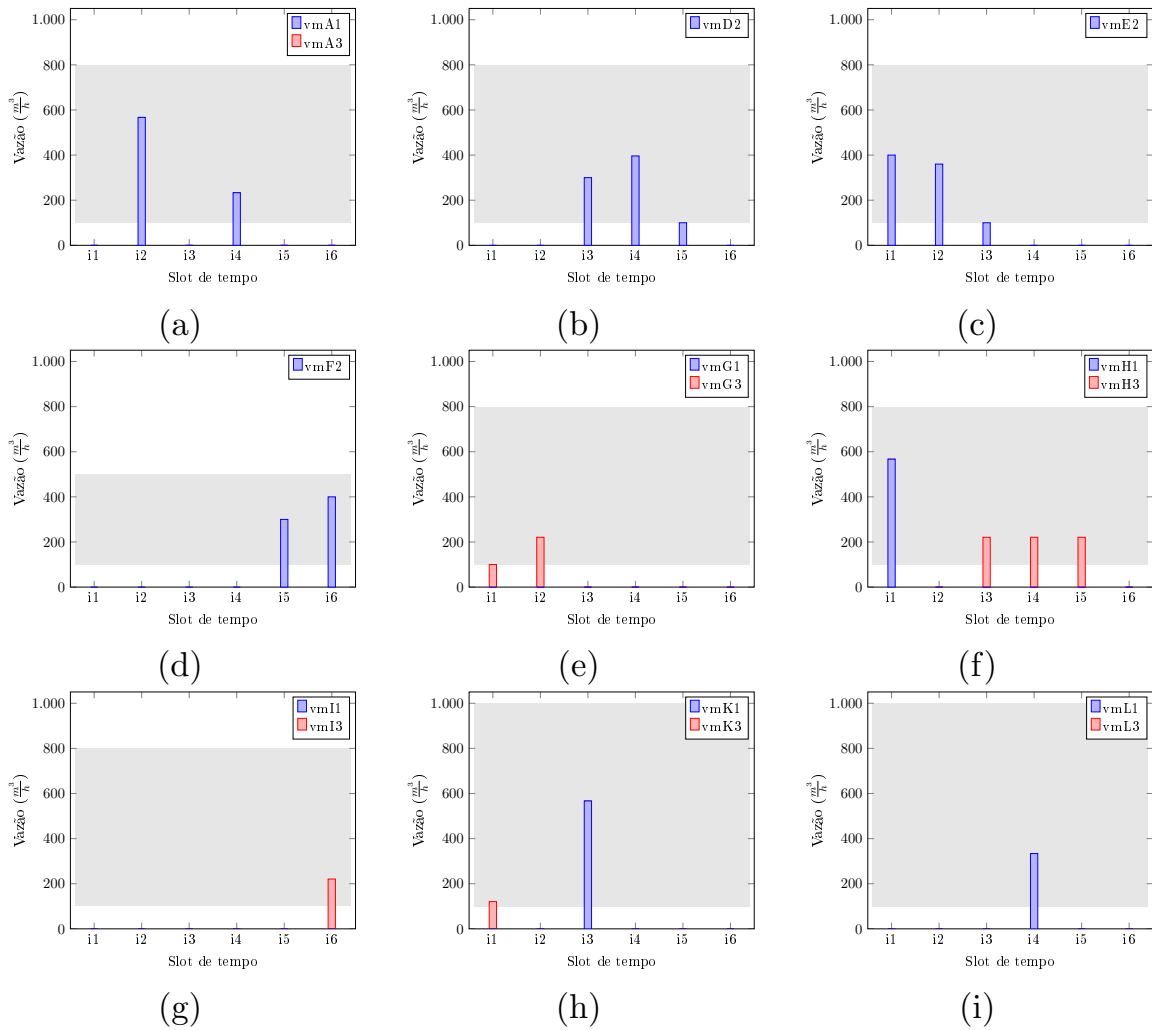 1.000
800
600
400
200
0
Vazão (m³/h)
vmA1
vmA3
i1 i2 i3 i4 i5 i6
Slot de tempo
(a)
1.000
800
600
400
200
0
Vazão (m³/h)
vmD2
i1 i2 i3 i4 i5 i6
Slot de tempo
(b)
1.000
800
600
400
200
0
Vazão (m³/h)
vmE2
i1 i2 i3 i4 i5 i6
Slot de tempo
(c)
1.000
800
600
400
200
0
Vazão (m³/h)
vmF2
i1 i2 i3 i4 i5 i6
Slot de tempo
(d)
1.000
800
600
400
200
0
Vazão (m³/h)
vmG1
vmG3
i1 i2 i3 i4 i5 i6
Slot de tempo
(e)
1.000
800
600
400
200
0
Vazão (m³/h)
vmH1
vmH3
i1 i2 i3 i4 i5 i6
Slot de tempo
(f)
1.000
800
600
400
200
0
Vazão (m³/h)
vmI1
vmI3
i1 i2 i3 i4 i5 i6
Slot de tempo
(g)
1.000
800
600
400
200
0
Vazão (m³/h)
vmK1
vmK3
i1 i2 i3 i4 i5 i6
Slot de tempo
(h)
1.000
800
600
400
200
0
Vazão (m³/h)
vmL1
vmL3
i1 i2 i3 i4 i5 i6
Slot de tempo
(i)